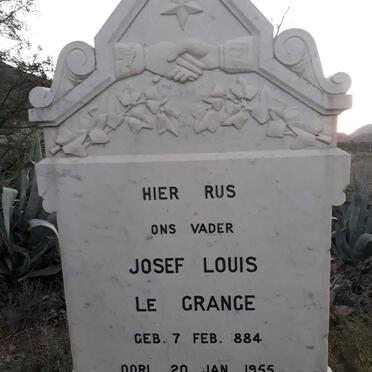 HIER RUS
ONS VADER
JOSEF LOUIS
LE GRANGE
GEB. 7 FEB. 884
OORL. 20 JAN. 1955